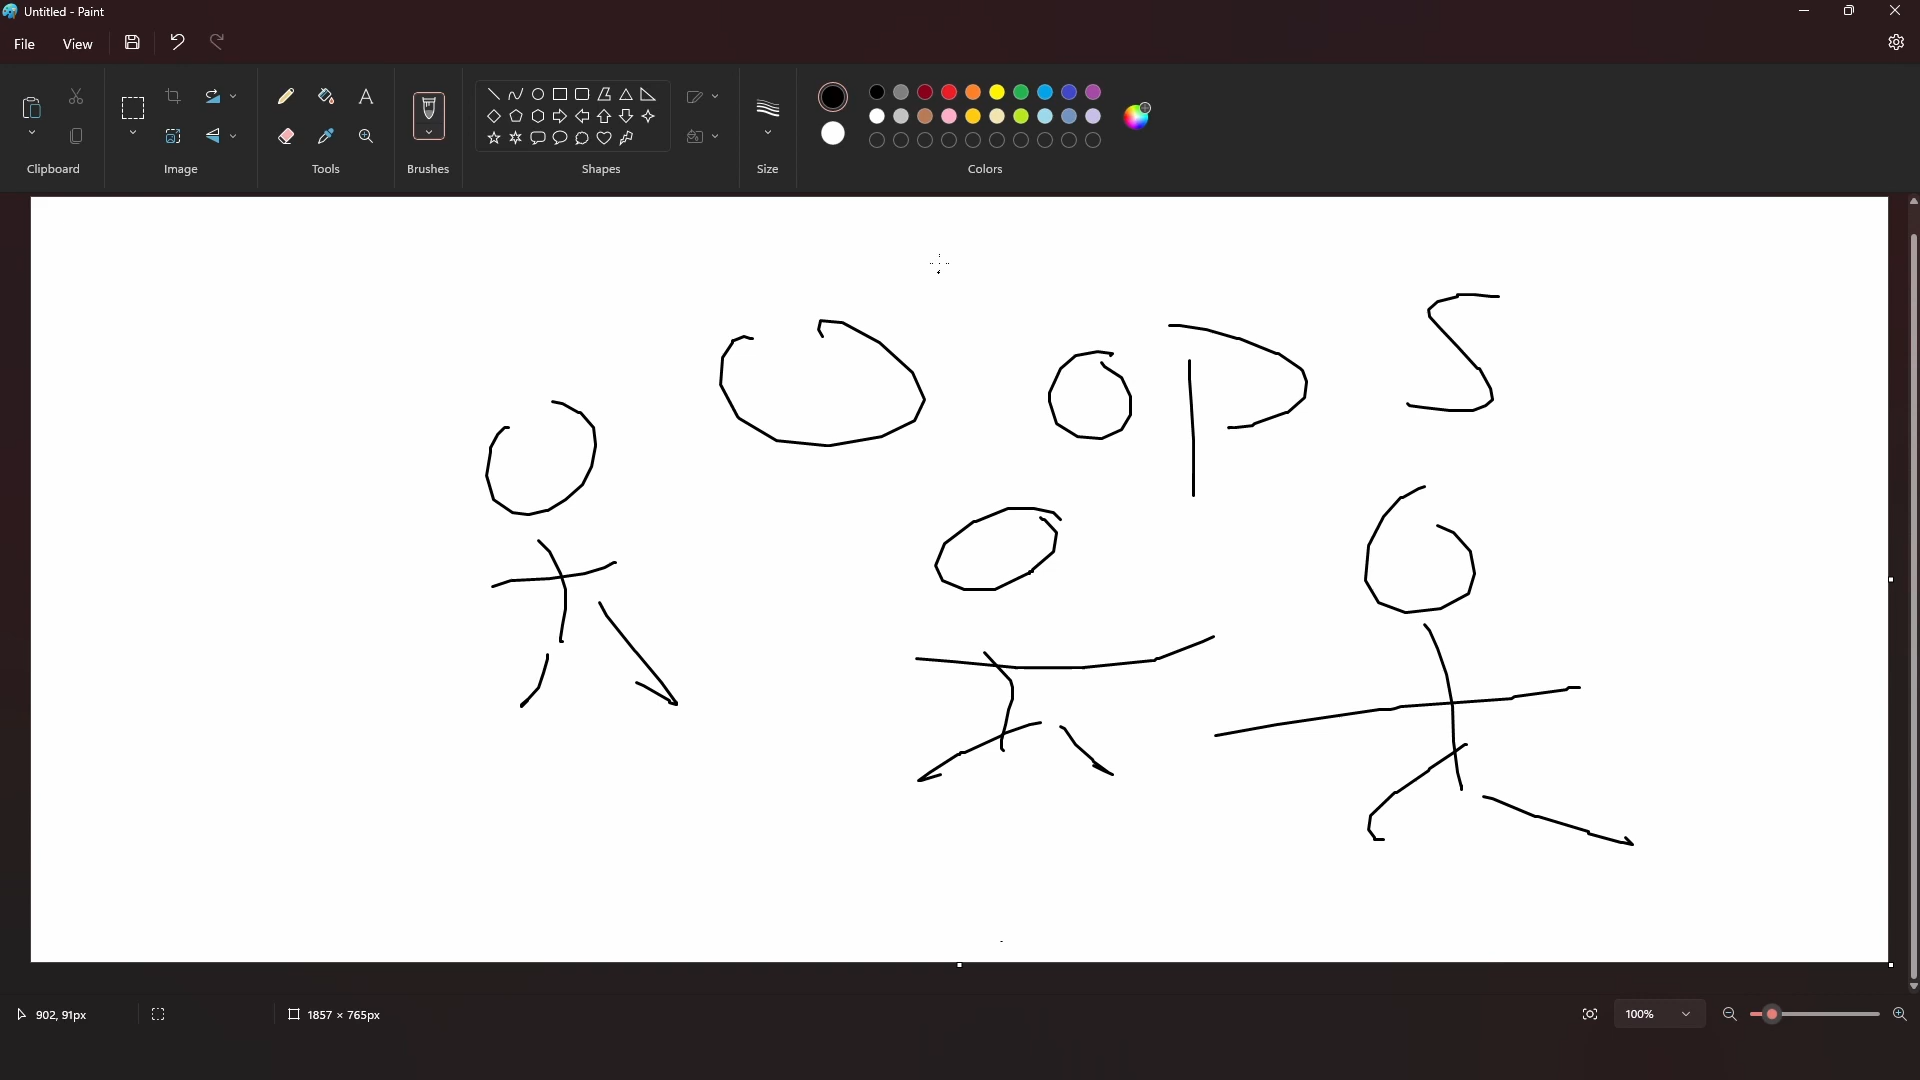 Untitled - Paint
File View
Clipboard Image Tools Brushes Shapes Size Colors
OopS
902, 91px 1857 × 765px 100%